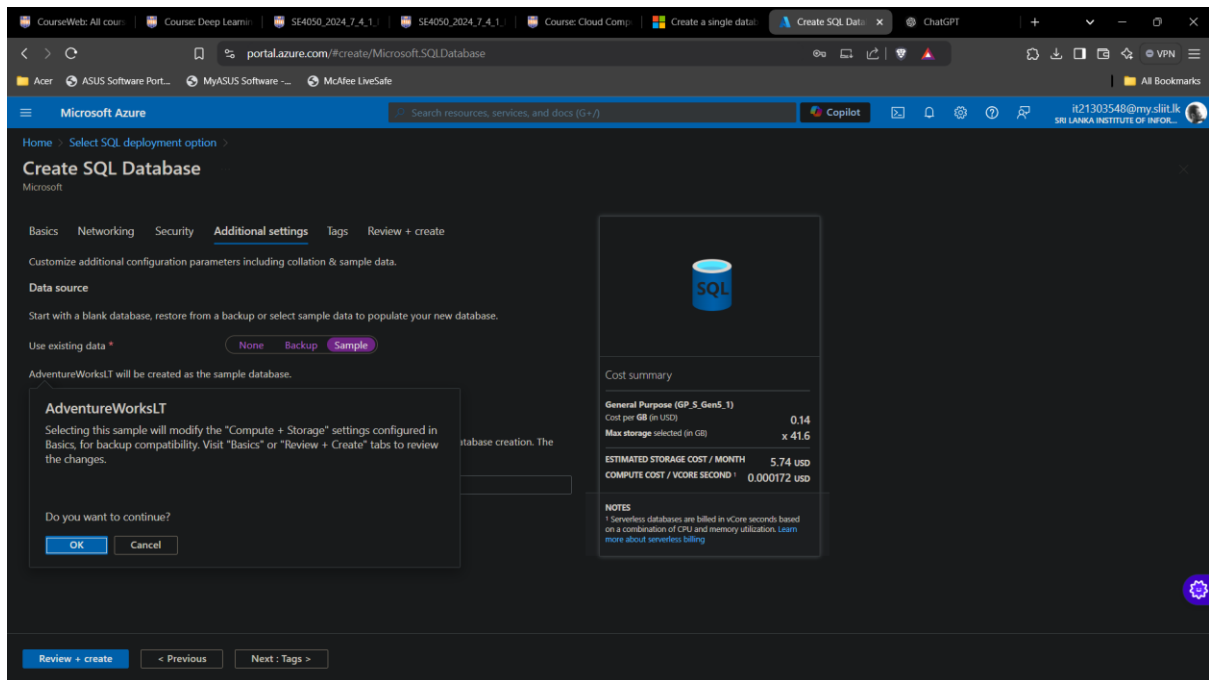 CourseWeb: All cours
Course: Deep Learnin
SE4050_2024_7_4_1_
SE4050_2024_7_4_1_
Course: Cloud Comp
Create a single datab
Create SQL Data
ChatGPT
portal.azure.com/#create/Microsoft.SQLDatabase
VPN
Acer
ASUS Software Port...
MyASUS Software -...
McAfee LiveSafe
All Bookmarks
Microsoft Azure
Search resources, services, and docs (G+/)
Copilot
it21303548@my.sliit.lk
SRI LANKA INSTITUTE OF INFOR...
Home > Select SQL deployment option >
Create SQL Database
Microsoft
Basics Networking Security Additional settings Tags Review + create
Customize additional configuration parameters including collation & sample data.
Data source
Start with a blank database, restore from a backup or select sample data to populate your new database.
Use existing data *
None Backup Sample
AdventureWorksLT will be created as the sample database.
AdventureWorksLT
Selecting this sample will modify the "Compute + Storage" settings configured in
Basics, for backup compatibility. Visit "Basics" or "Review + Create" tabs to review
the changes.
tabase creation. The
Do you want to continue?
OK Cancel
SQL
Cost summary
General Purpose (GP_S_Gen5_1)
Cost per GB (in USD) 0.14
Max storage selected (in GB) x 41.6
ESTIMATED STORAGE COST / MONTH 5.74 USD
COMPUTE COST / VCORE SECOND ¹ 0.000172 USD
NOTES
¹ Serverless databases are billed in vCore seconds based
on a combination of CPU and memory utilization. Learn
more about serverless billing
Review + create
< Previous
Next : Tags >